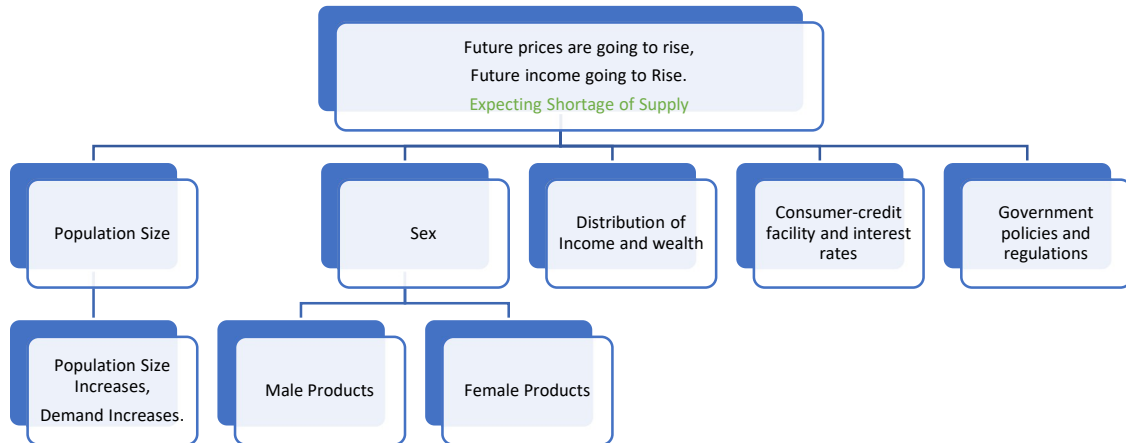 Future prices are going to rise,
Future income going to Rise.
Expecting Shortage of Supply
Population Size
Sex
Distribution of
Income and wealth
Consumer-credit
facility and interest
rates
Government
policies and
regulations
Population Size
Increases,
Demand Increases.
Male Products
Female Products